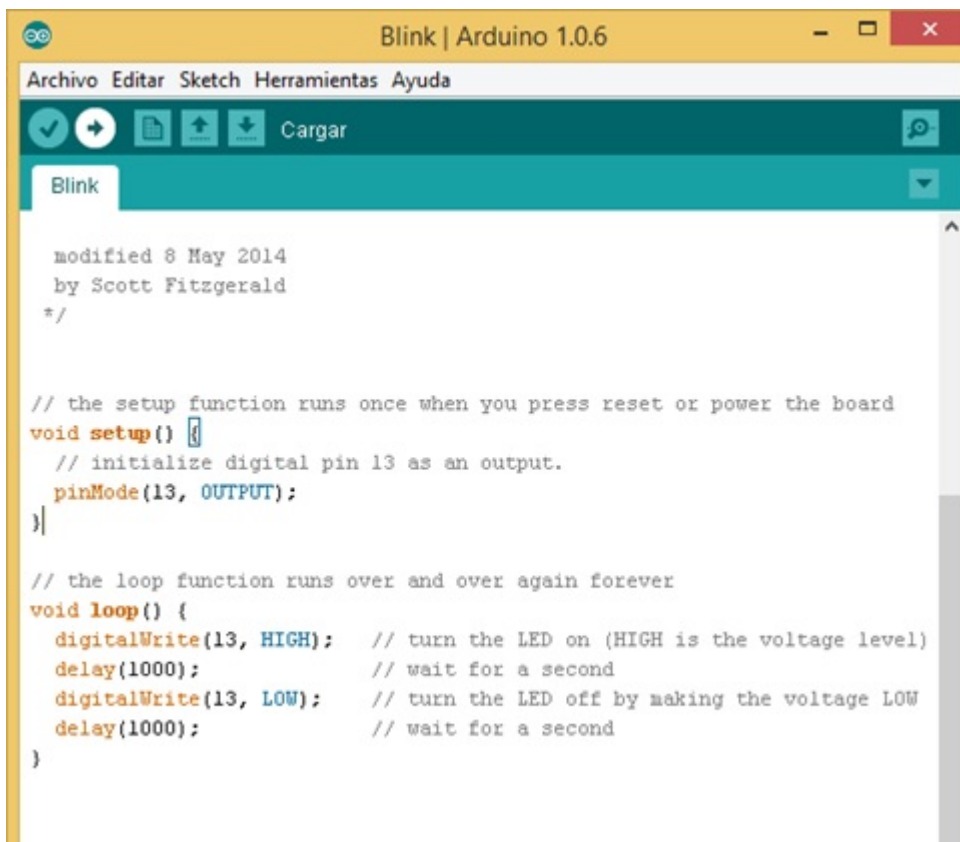 Blink | Arduino 1.0.6
Archivo Editar Sketch Herramientas Ayuda
Cargar
Blink
modified 8 May 2014
by Scott Fitzgerald
*/
// the setup function runs once when you press reset or power the board
void setup() {
// initialize digital pin 13 as an output.
pinMode(13, OUTPUT);
}
// the loop function runs over and over again forever
void loop() {
digitalWrite(13, HIGH);   // turn the LED on (HIGH is the voltage level)
delay(1000);              // wait for a second
digitalWrite(13, LOW);    // turn the LED off by making the voltage LOW
delay(1000);              // wait for a second
}